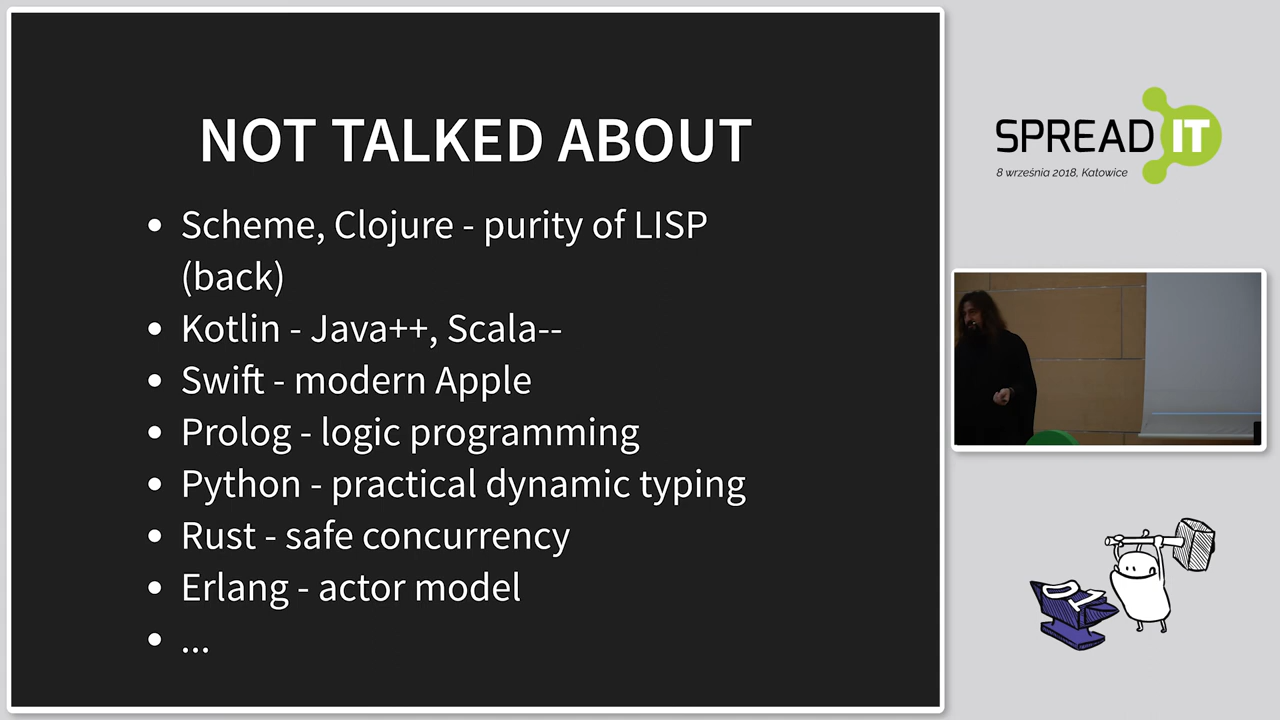 NOT TALKED ABOUT
• Scheme, Clojure - purity of LISP
(back)
• Kotlin - Java++, Scala--
• Swift - modern Apple
• Prolog - logic programming
• Python - practical dynamic typing
• Rust - safe concurrency
• Erlang - actor model
• ...
SPREAD IT
8 września 2018, Katowice
01